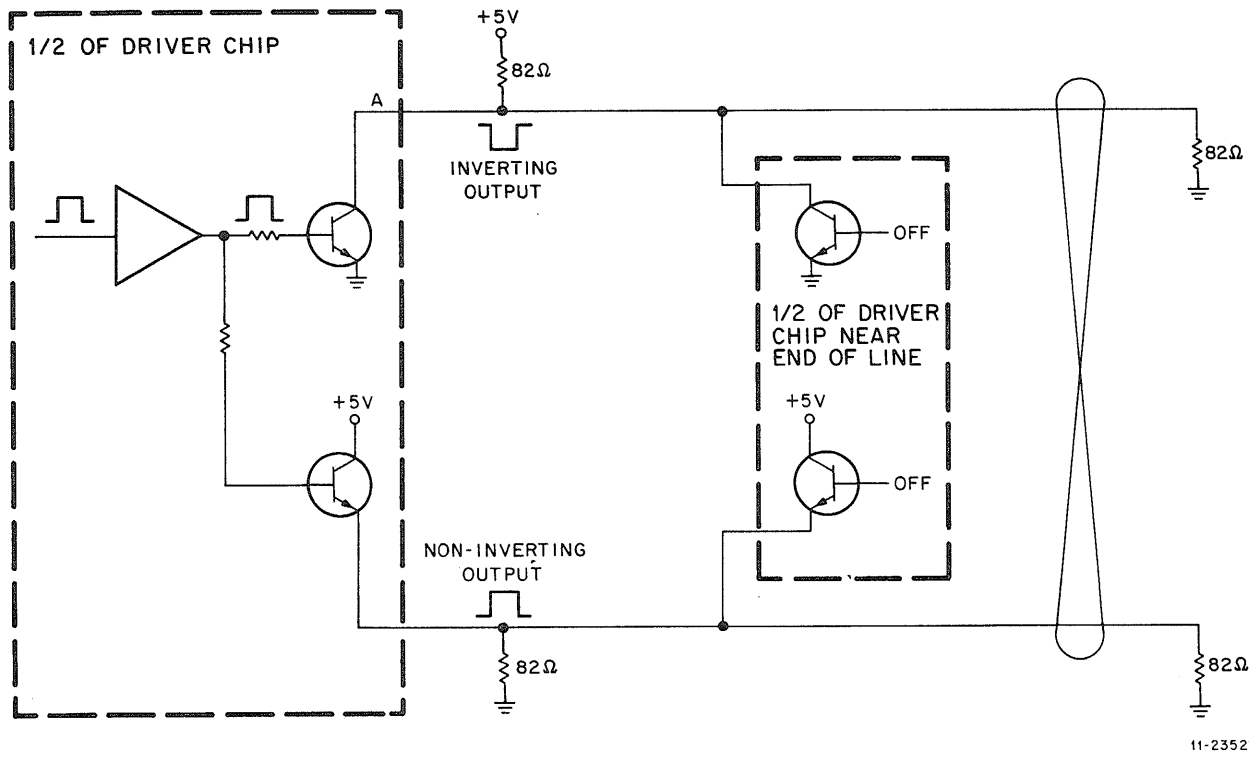 1/2 OF DRIVER CHIP
+5V
82Ω
A
INVERTING
OUTPUT
82Ω
OFF
1/2 OF DRIVER
CHIP NEAR
END OF LINE
+5V
+5V
OFF
NON-INVERTING
OUTPUT
82Ω
82Ω
11-2352